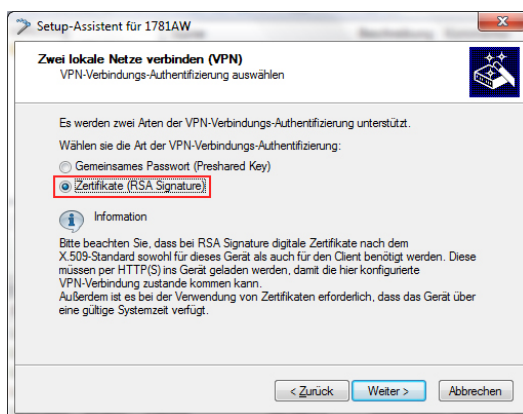 Setup-Assistent für 1781AW
Zwei lokale Netze verbinden (VPN)
VPN-Verbindungs-Authentifizierung auswählen
Es werden zwei Arten der VPN-Verbindungs-Authentifizierung unterstützt.
Wählen sie die Art der VPN-Verbindungs-Authentifizierung:
Gemeinsames Passwort (Preshared Key)
Zertifikate (RSA Signature)
Information
Bitte beachten Sie, dass bei RSA Signature digitale Zertifikate nach dem
X.509-Standard sowohl für dieses Gerät als auch für den Client benötigt werden. Diese
müssen per HTTP(S) ins Gerät geladen werden, damit die hier konfigurierte
VPN-Verbindung zustande kommen kann.
Außerdem ist es bei der Verwendung von Zertifikaten erforderlich, dass das Gerät über
eine gültige Systemzeit verfügt.
< Zurück Weiter > Abbrechen